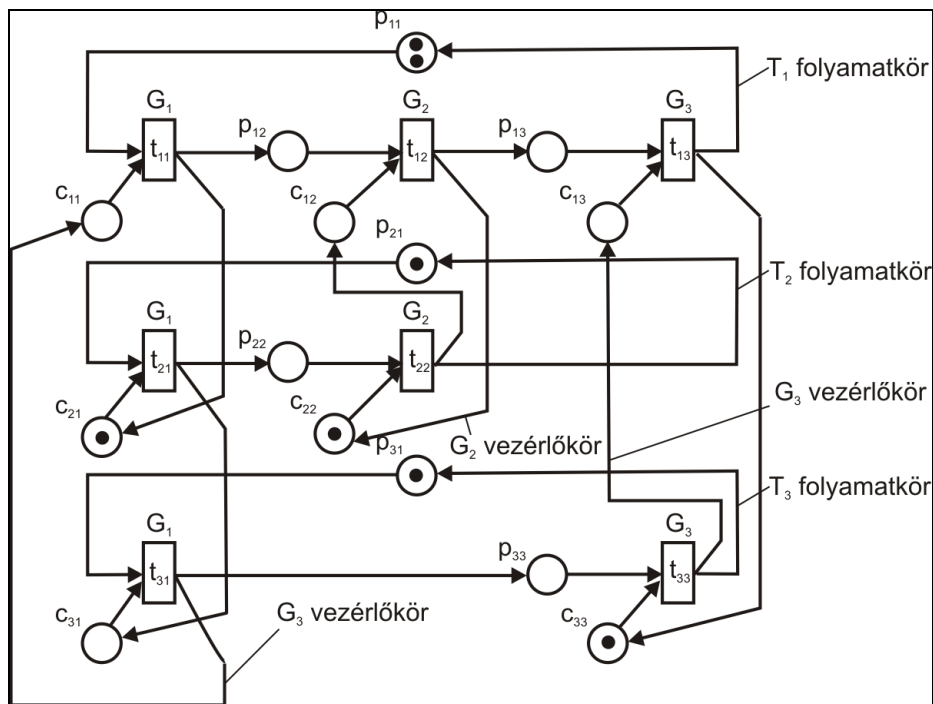 p₁₁
T₁ folyamatkör
G₁ G₂ G₃
p₁₂ p₁₃
t₁₁ t₁₂ t₁₃
c₁₁ c₁₂ c₁₃
p₂₁
T₂ folyamatkör
G₁ G₂
p₂₂
t₂₁ t₂₂
c₂₁ c₂₂
G₃ vezérlőkör
G₂ vezérlőkör
p₃₁
T₃ folyamatkör
G₁ G₃
p₃₃
t₃₁ t₃₃
c₃₁ c₃₃
G₃ vezérlőkör